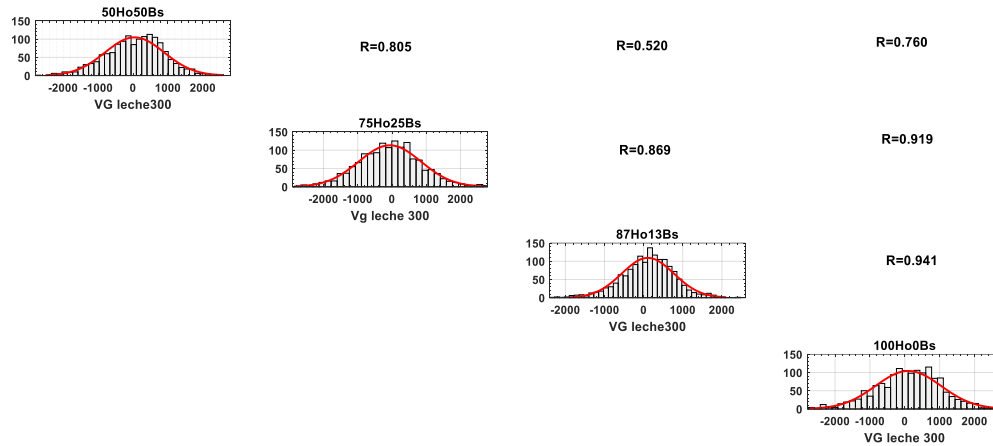 50Ho50Bs
150
100
50
0
-2000 -1000 0 1000 2000
VG leche300
R=0.805
R=0.520
R=0.760
75Ho25Bs
150
100
50
0
-2000 -1000 0 1000 2000
Vg leche 300
R=0.869
R=0.919
87Ho13Bs
150
100
50
0
-2000 -1000 0 1000 2000
VG leche300
R=0.941
100Ho0Bs
150
100
50
0
-2000 -1000 0 1000 2000
VG leche 300